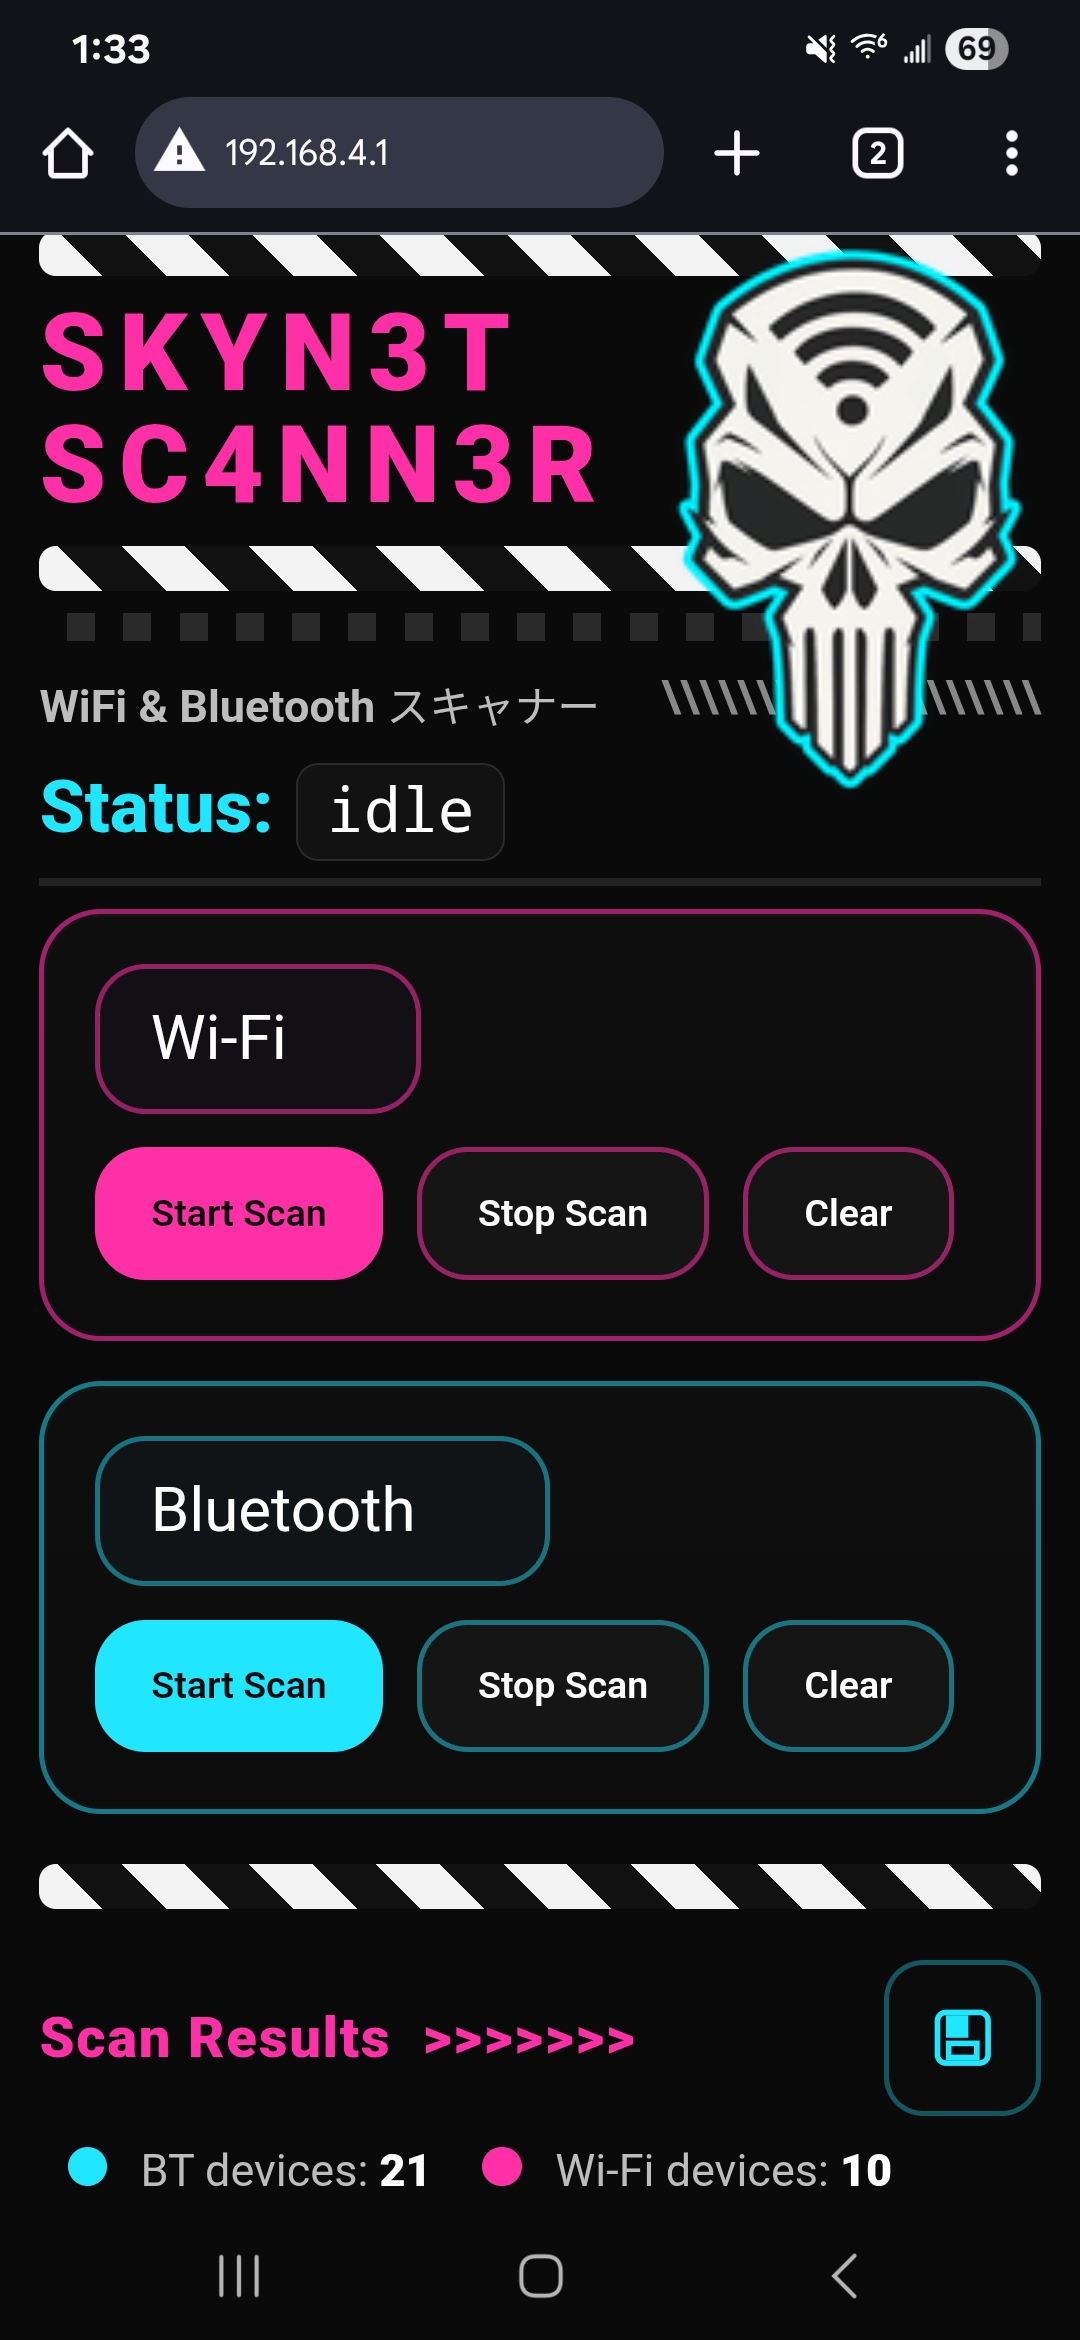 1:33
6
69
192.168.4.1
2
SKYN3T
SC4NN3R
WiFi & Bluetooth スキャナー
\\\\\\\ \\\\\\\
Status: idle
Wi-Fi
Start Scan Stop Scan Clear
Bluetooth
Start Scan Stop Scan Clear
Scan Results >>>>>>>
BT devices: 21 Wi-Fi devices: 10